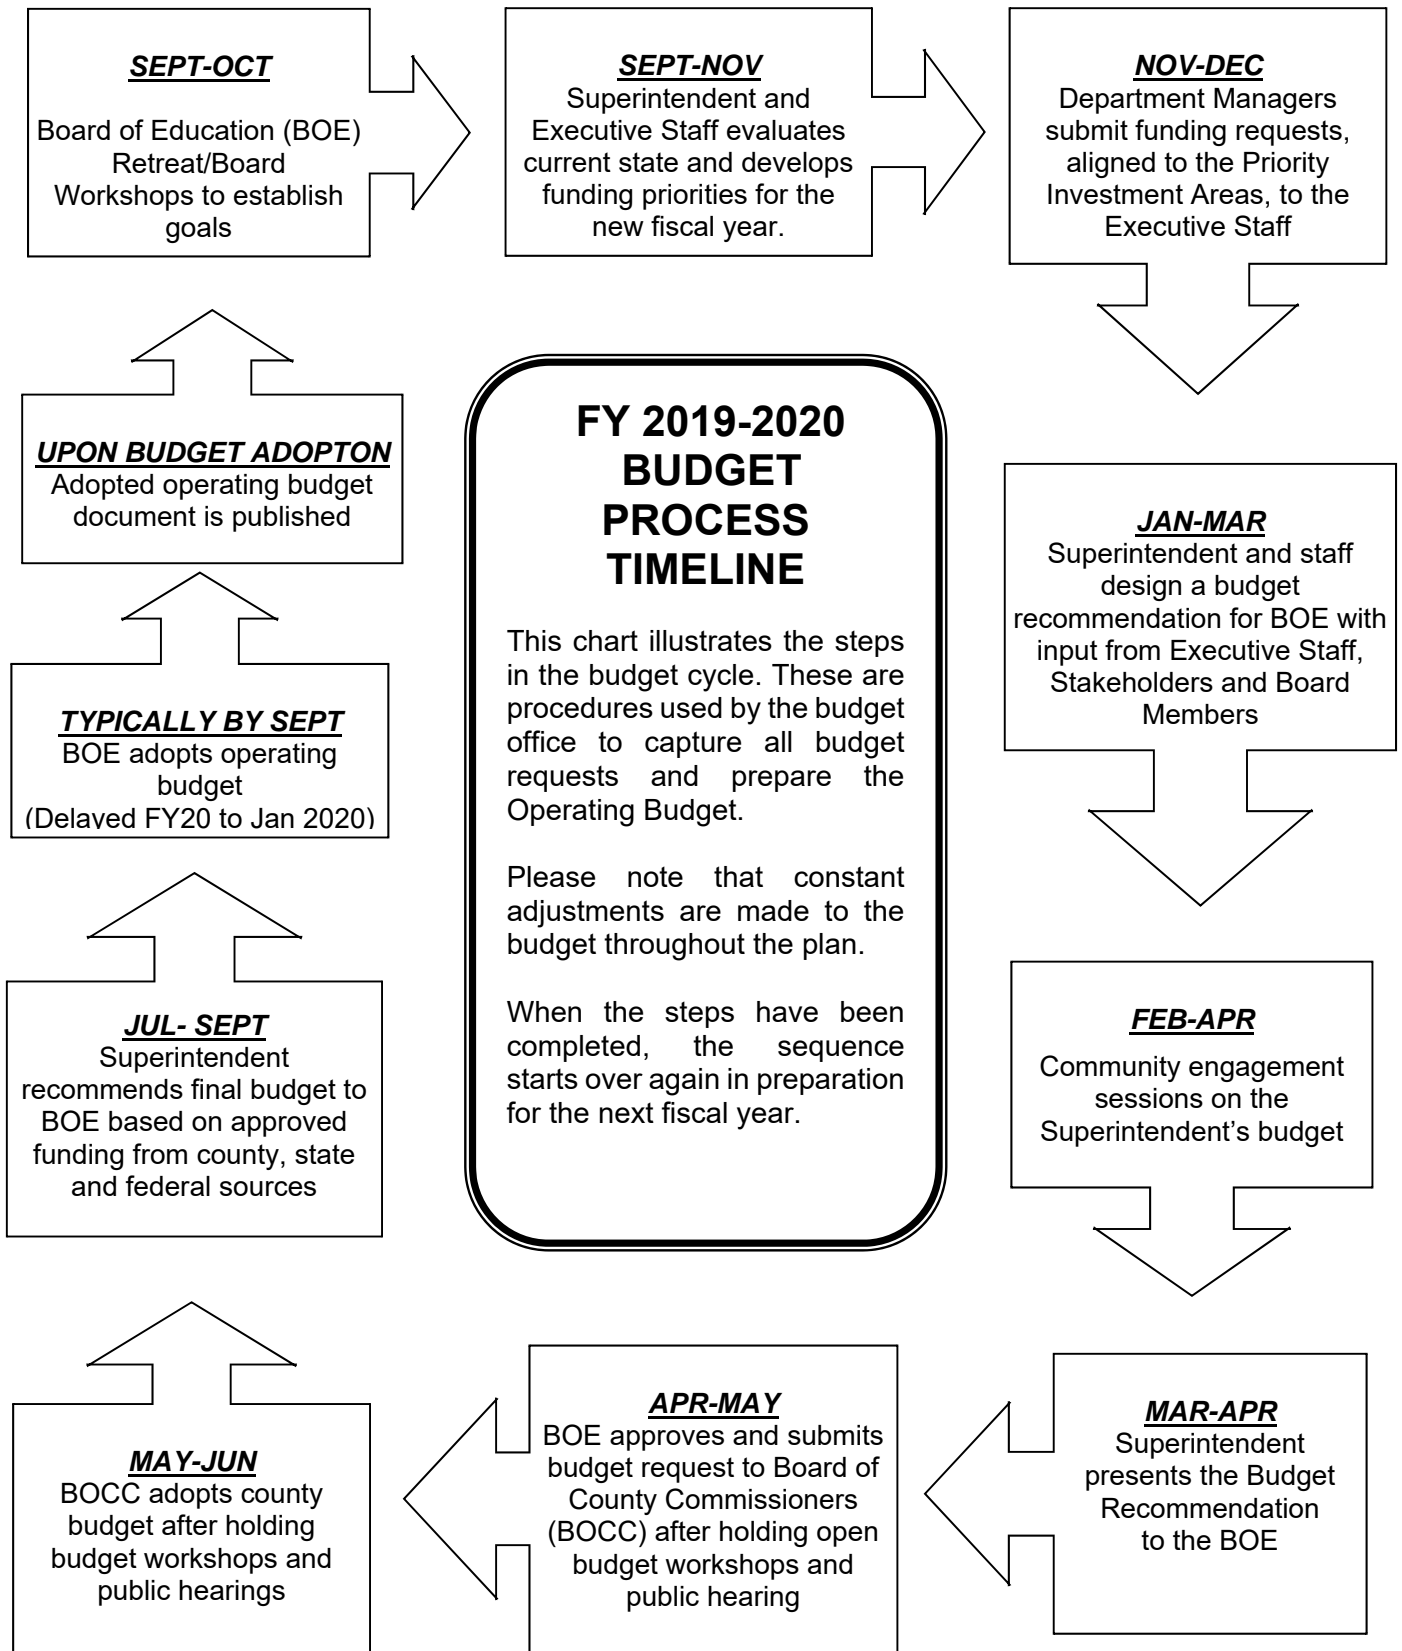 SEPT-OCT
Board of Education (BOE)
Retreat/Board
Workshops to establish
goals
SEPT-NOV
Superintendent and
Executive Staff evaluates
current state and develops
funding priorities for the
new fiscal year.
NOV-DEC
Department Managers
submit funding requests,
aligned to the Priority
Investment Areas, to the
Executive Staff
JAN-MAR
Superintendent and staff
design a budget
recommendation for BOE with
input from Executive Staff,
Stakeholders and Board
Members
FEB-APR
Community engagement
sessions on the
Superintendent’s budget
MAR-APR
Superintendent
presents the Budget
Recommendation
to the BOE
APR-MAY
BOE approves and submits
budget request to Board of
County Commissioners
(BOCC) after holding open
budget workshops and
public hearing
MAY-JUN
BOCC adopts county
budget after holding
budget workshops and
public hearings
JUL- SEPT
Superintendent
recommends final budget to
BOE based on approved
funding from county, state
and federal sources
TYPICALLY BY SEPT
BOE adopts operating
budget
(Delayed FY20 to Jan 2020)
UPON BUDGET ADOPTON
Adopted operating budget
document is published
FY 2019-2020
BUDGET
PROCESS
TIMELINE
This chart illustrates the steps
in the budget cycle. These are
procedures used by the budget
office to capture all budget
requests and prepare the
Operating Budget.
Please note that constant
adjustments are made to the
budget throughout the plan.
When the steps have been
completed, the sequence
starts over again in preparation
for the next fiscal year.